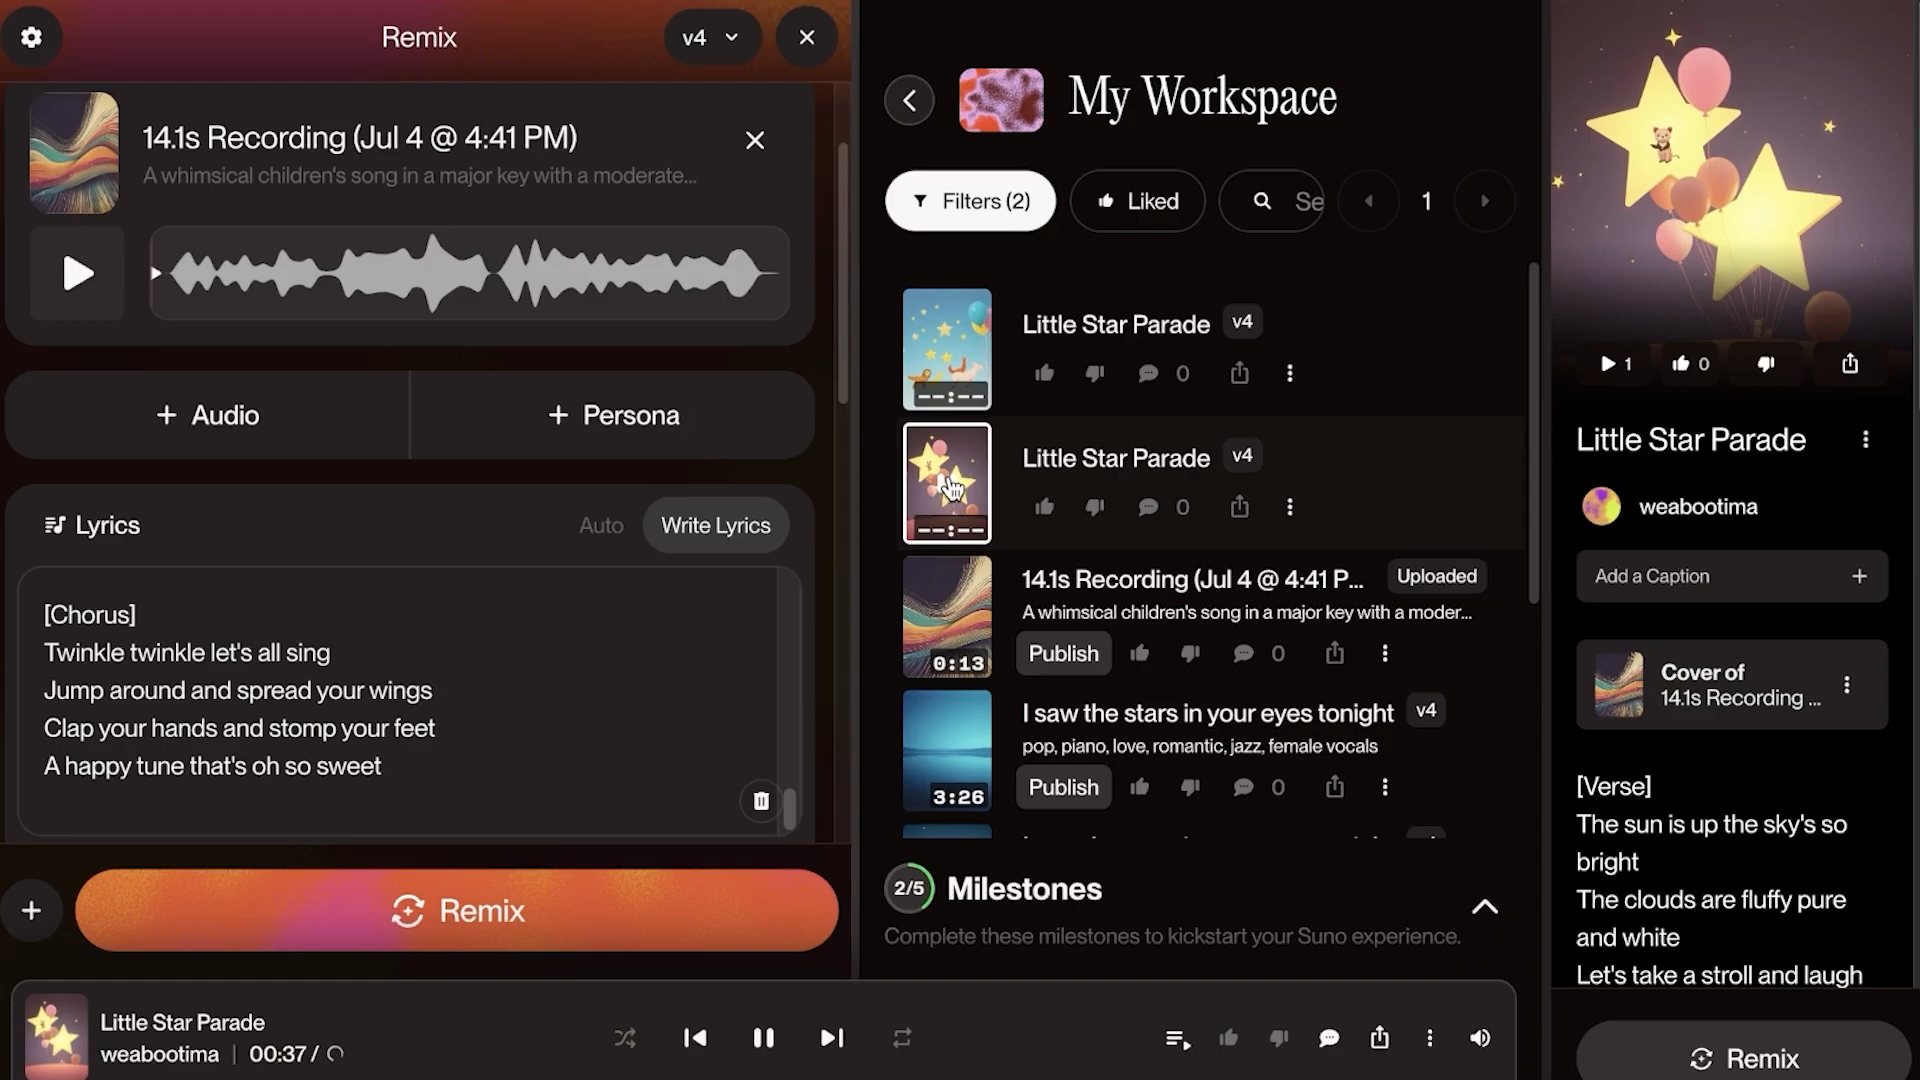 Remix
v4
14.1s Recording (Jul 4 @ 4:41 PM)
A whimsical children's song in a major key with a moderate...
+ Audio
+ Persona
Lyrics
Auto
Write Lyrics
[Chorus]
Twinkle twinkle let's all sing
Jump around and spread your wings
Clap your hands and stomp your feet
A happy tune that's oh so sweet
Remix
My Workspace
Filters (2)
Liked
Se
1
Little Star Parade v4
--:--
0
Little Star Parade v4
--:--
0
14.1s Recording (Jul 4 @ 4:41 P... Uploaded
A whimsical children's song in a major key with a moder...
0:13
Publish 0
I saw the stars in your eyes tonight v4
pop, piano, love, romantic, jazz, female vocals
3:26
Publish 0
2/5 Milestones
Complete these milestones to kickstart your Suno experience.
1
0
Little Star Parade
weabootima
Add a Caption +
Cover of
14.1s Recording ...
[Verse]
The sun is up the sky's so
bright
The clouds are fluffy pure
and white
Let's take a stroll and laugh
Remix
Little Star Parade
weabootima | 00:37 /